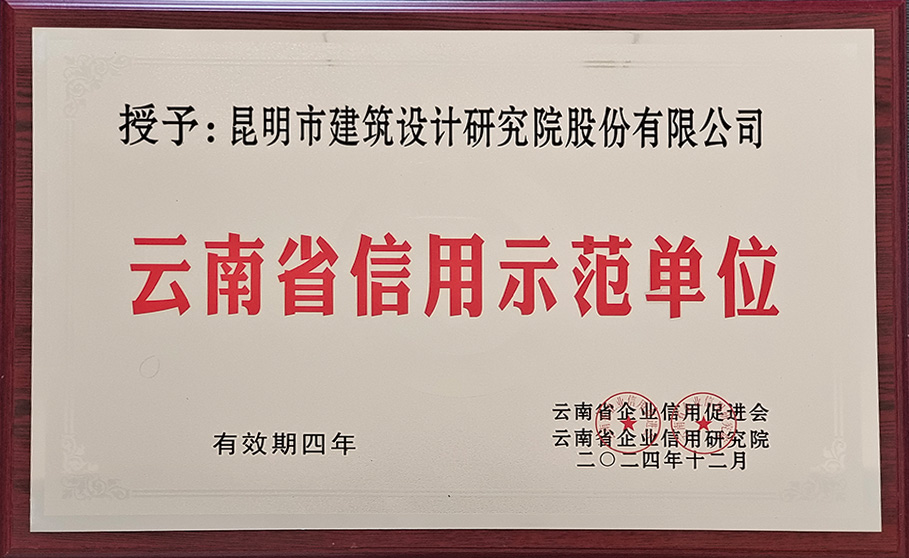 授予：昆明市建筑设计研究院股份有限公司
云南省信用示范单位
有效期四年
云南省企业信用促进会
云南省企业信用研究院
二〇二四年十二月